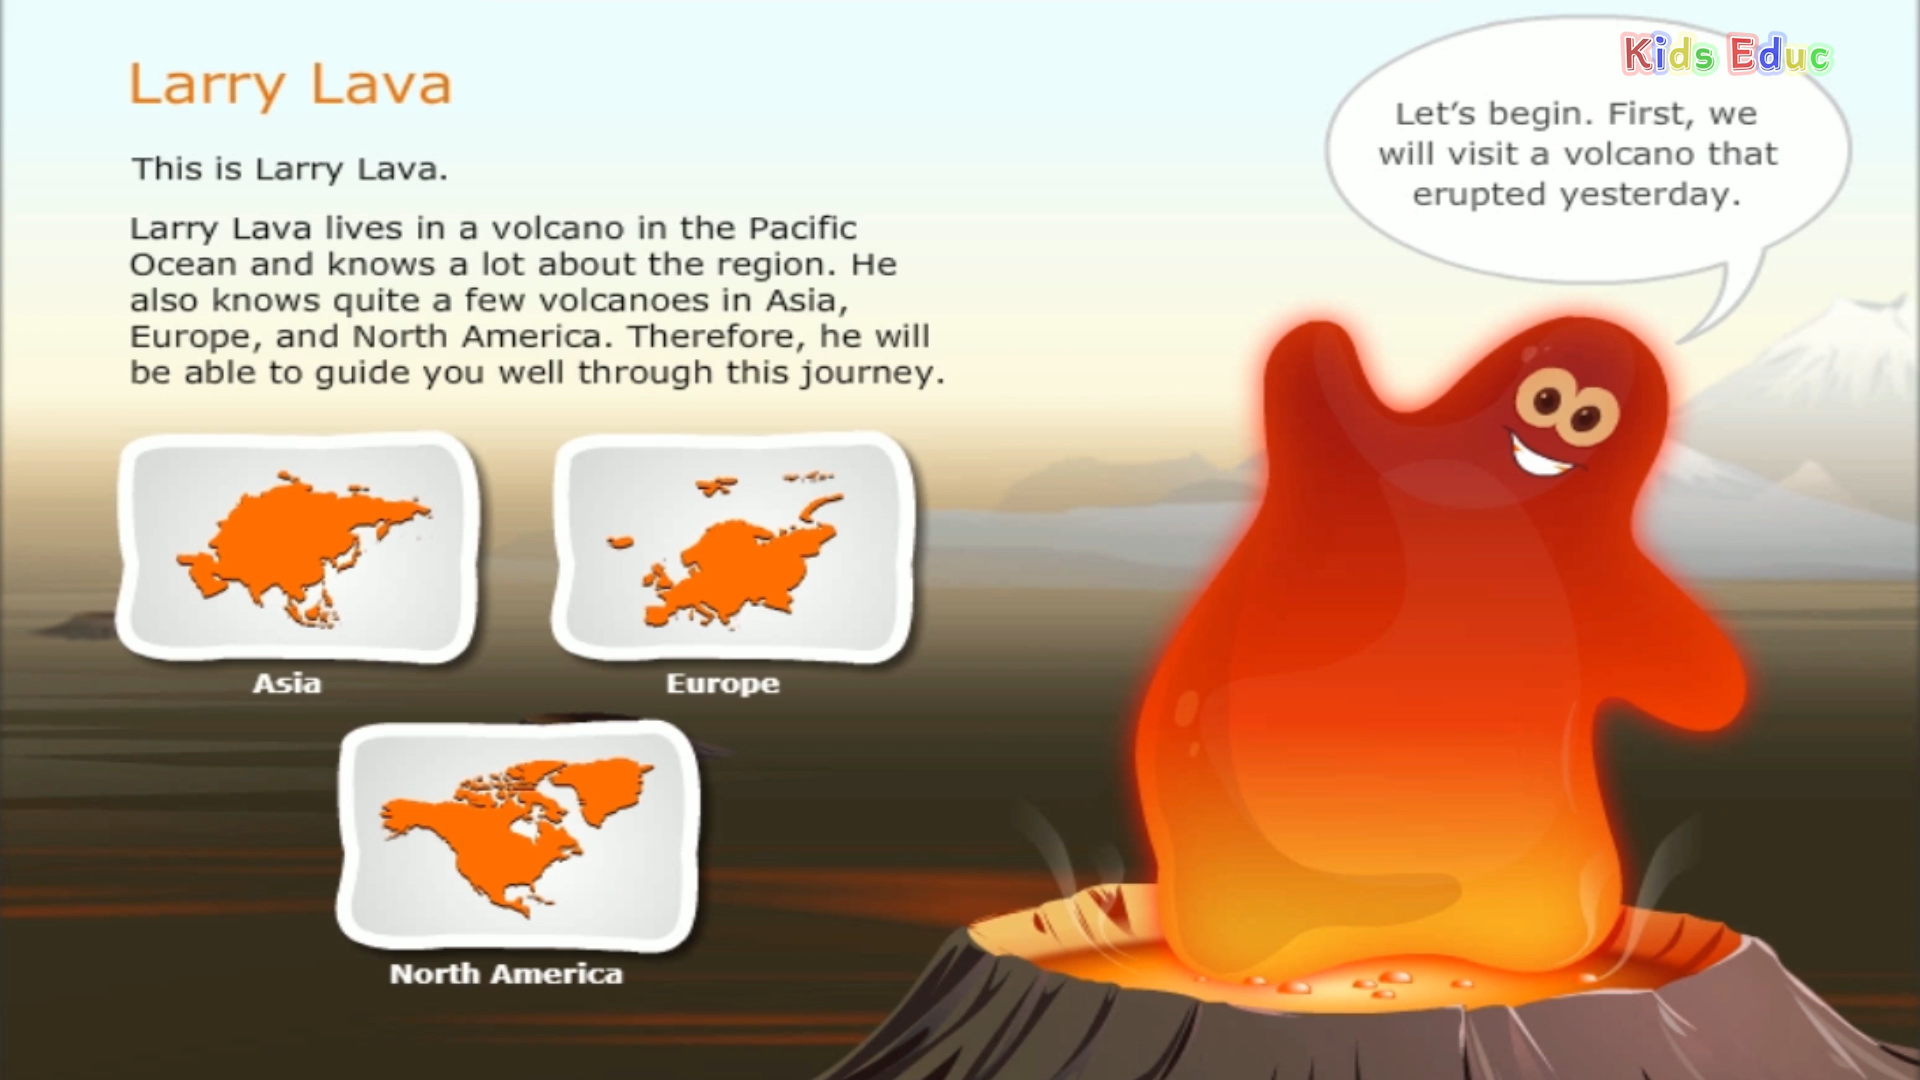 Kids Educ
Larry Lava
This is Larry Lava.
Larry Lava lives in a volcano in the Pacific
Ocean and knows a lot about the region. He
also knows quite a few volcanoes in Asia,
Europe, and North America. Therefore, he will
be able to guide you well through this journey.
Let’s begin. First, we
will visit a volcano that
erupted yesterday.
Asia
Europe
North America